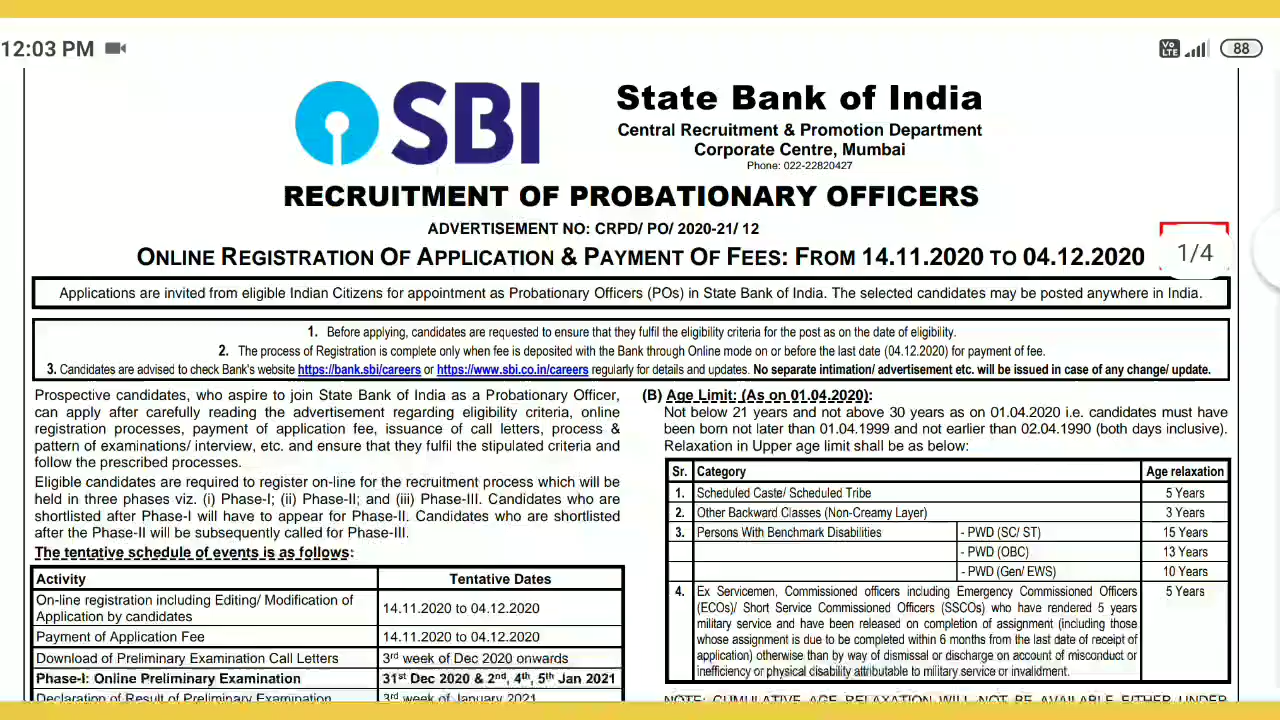 12:03 PM
Vo LTE 88
SBI
State Bank of India
Central Recruitment & Promotion Department
Corporate Centre, Mumbai
Phone: 022-22820427
RECRUITMENT OF PROBATIONARY OFFICERS
ADVERTISEMENT NO: CRPD/ PO/ 2020-21/ 12
ONLINE REGISTRATION OF APPLICATION & PAYMENT OF FEES: FROM 14.11.2020 TO 04.12.2020
1/4
Applications are invited from eligible Indian Citizens for appointment as Probationary Officers (POs) in State Bank of India. The selected candidates may be posted anywhere in India.
1. Before applying, candidates are requested to ensure that they fulfil the eligibility criteria for the post as on the date of eligibility.
2. The process of Registration is complete only when fee is deposited with the Bank through Online mode on or before the last date (04.12.2020) for payment of fee.
3. Candidates are advised to check Bank's website https://bank.sbi/careers or https://www.sbi.co.in/careers regularly for details and updates. No separate intimation/ advertisement etc. will be issued in case of any change/ update.
Prospective candidates, who aspire to join State Bank of India as a Probationary Officer,
can apply after carefully reading the advertisement regarding eligibility criteria, online
registration processes, payment of application fee, issuance of call letters, process &
pattern of examinations/ interview, etc. and ensure that they fulfil the stipulated criteria and
follow the prescribed processes.
Eligible candidates are required to register on-line for the recruitment process which will be
held in three phases viz. (i) Phase-I; (ii) Phase-II; and (iii) Phase-III. Candidates who are
shortlisted after Phase-I will have to appear for Phase-II. Candidates who are shortlisted
after the Phase-II will be subsequently called for Phase-III.
The tentative schedule of events is as follows:
Activity Tentative Dates
On-line registration including Editing/ Modification of
Application by candidates 14.11.2020 to 04.12.2020
Payment of Application Fee 14.11.2020 to 04.12.2020
Download of Preliminary Examination Call Letters 3rd week of Dec 2020 onwards
Phase-I: Online Preliminary Examination 31st Dec 2020 & 2nd, 4th, 5th Jan 2021
Declaration of Result of Preliminary Examination 3rd week of January 2021
(B) Age Limit: (As on 01.04.2020):
Not below 21 years and not above 30 years as on 01.04.2020 i.e. candidates must have
been born not later than 01.04.1999 and not earlier than 02.04.1990 (both days inclusive).
Relaxation in Upper age limit shall be as below:
Sr. Category Age relaxation
1. Scheduled Caste/ Scheduled Tribe 5 Years
2. Other Backward Classes (Non-Creamy Layer) 3 Years
3. Persons With Benchmark Disabilities - PWD (SC/ ST) 15 Years
- PWD (OBC) 13 Years
- PWD (Gen/ EWS) 10 Years
4. Ex Servicemen, Commissioned officers including Emergency Commissioned Officers 5 Years
(ECOs)/ Short Service Commissioned Officers (SSCOs) who have rendered 5 years
military service and have been released on completion of assignment (including those
whose assignment is due to be completed within 6 months from the last date of receipt of
application) otherwise than by way of dismissal or discharge on account of misconduct or
inefficiency or physical disability attributable to military service or invalidment.
NOTE: CUMULATIVE AGE RELAXATION WILL NOT BE AVAILABLE EITHER UNDER